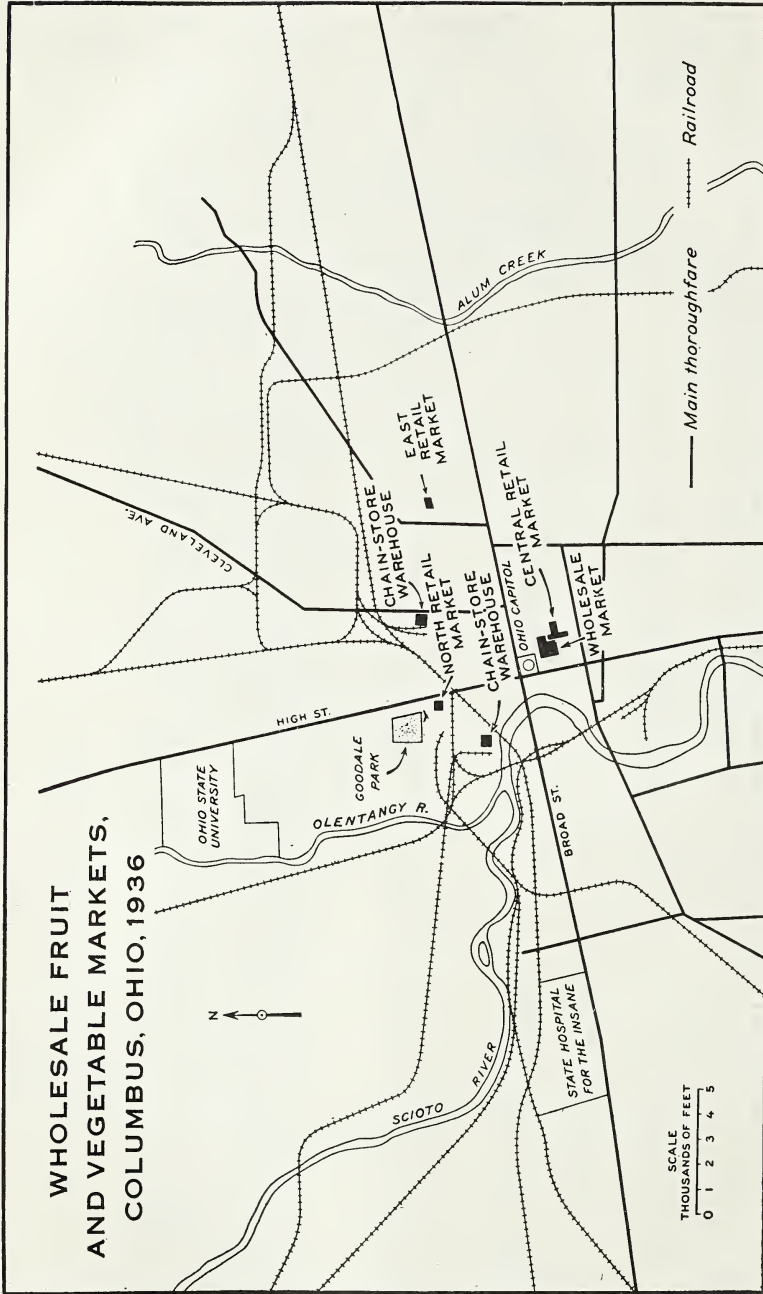 WHOLESALE FRUIT
AND VEGETABLE MARKETS,
COLUMBUS, OHIO, 1936
N
SCIOTO RIVER
OLENTANGY R.
OHIO STATE
UNIVERSITY
HIGH ST.
GOODALE
PARK
CLEVELAND AVE.
CHAIN-STORE
WAREHOUSE
NORTH RETAIL
MARKET
CHAIN-STORE
WAREHOUSE
EAST
RETAIL
MARKET
OHIO CAPITOL
CENTRAL RETAIL
MARKET
WHOLESALE
MARKET
ALUM CREEK
BROAD ST.
STATE HOSPITAL
FOR THE INSANE
SCALE
THOUSANDS OF FEET
0 1 2 3 4 5
Main thoroughfare
Railroad